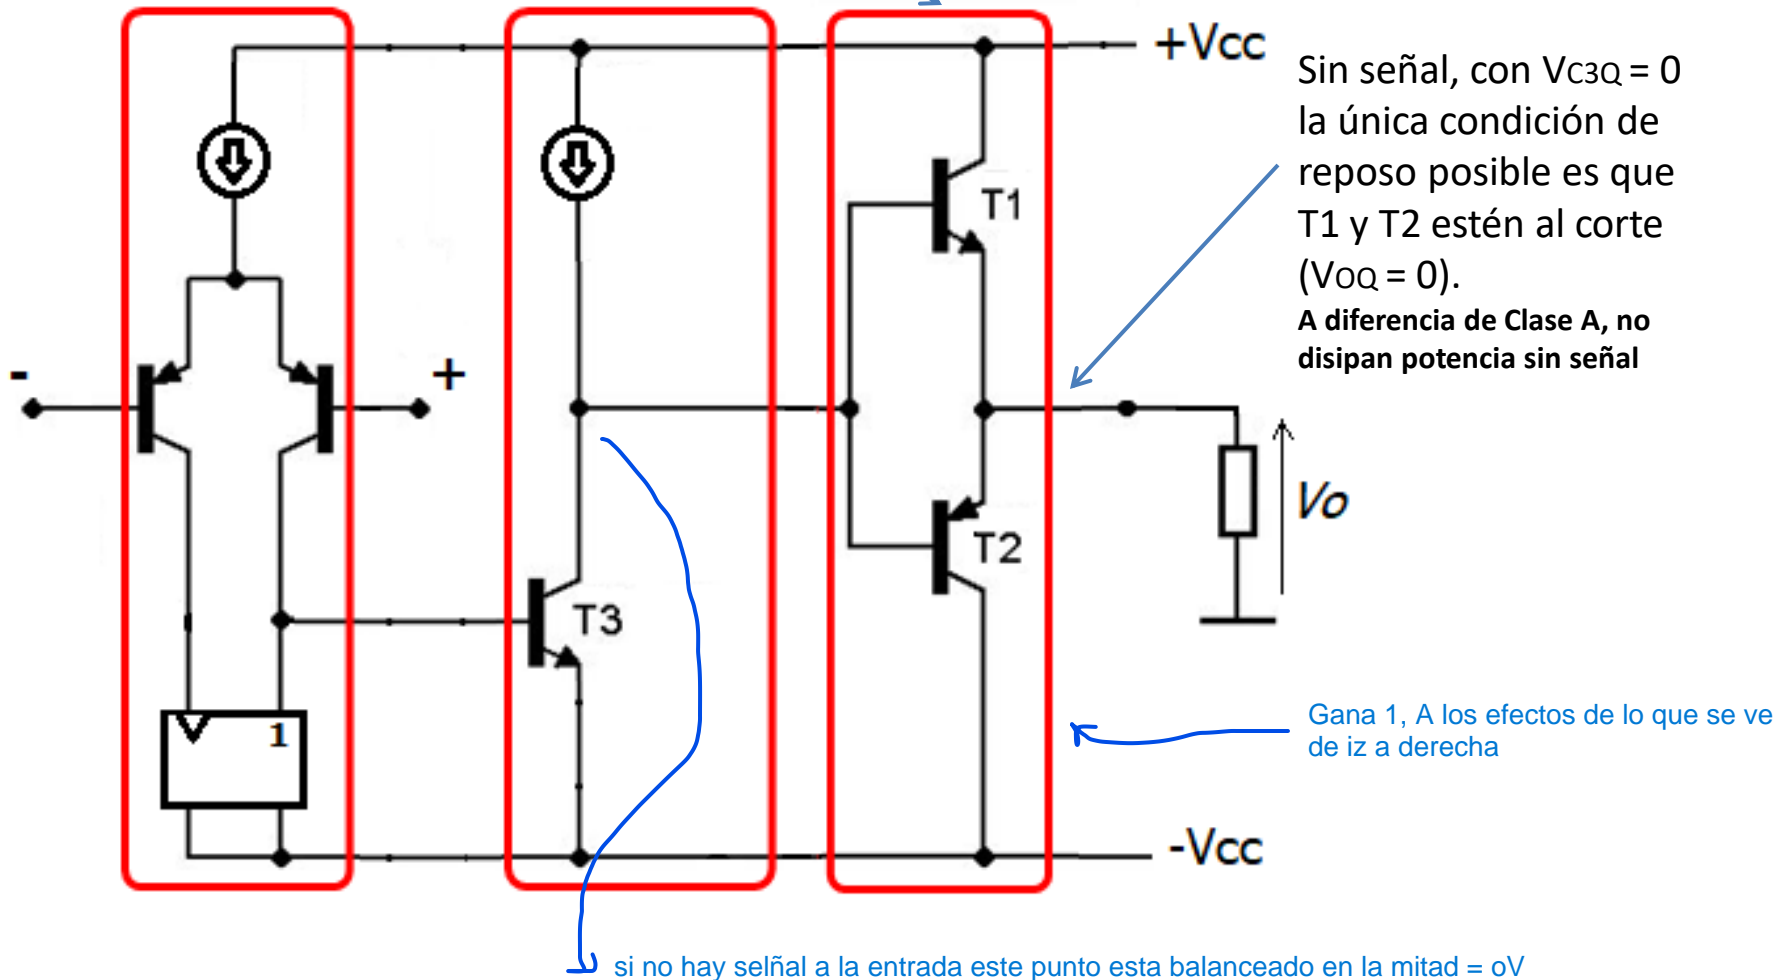 +Vcc
Sin señal, con VC3Q = 0
la única condición de
reposo posible es que
T1 y T2 estén al corte
(VOQ = 0).
A diferencia de Clase A, no
disipan potencia sin señal
T1
-
+
Vo
T2
T3
1
Gana 1, A los efectos de lo que se ve
de iz a derecha
-Vcc
si no hay selñal a la entrada este punto esta balanceado en la mitad = oV